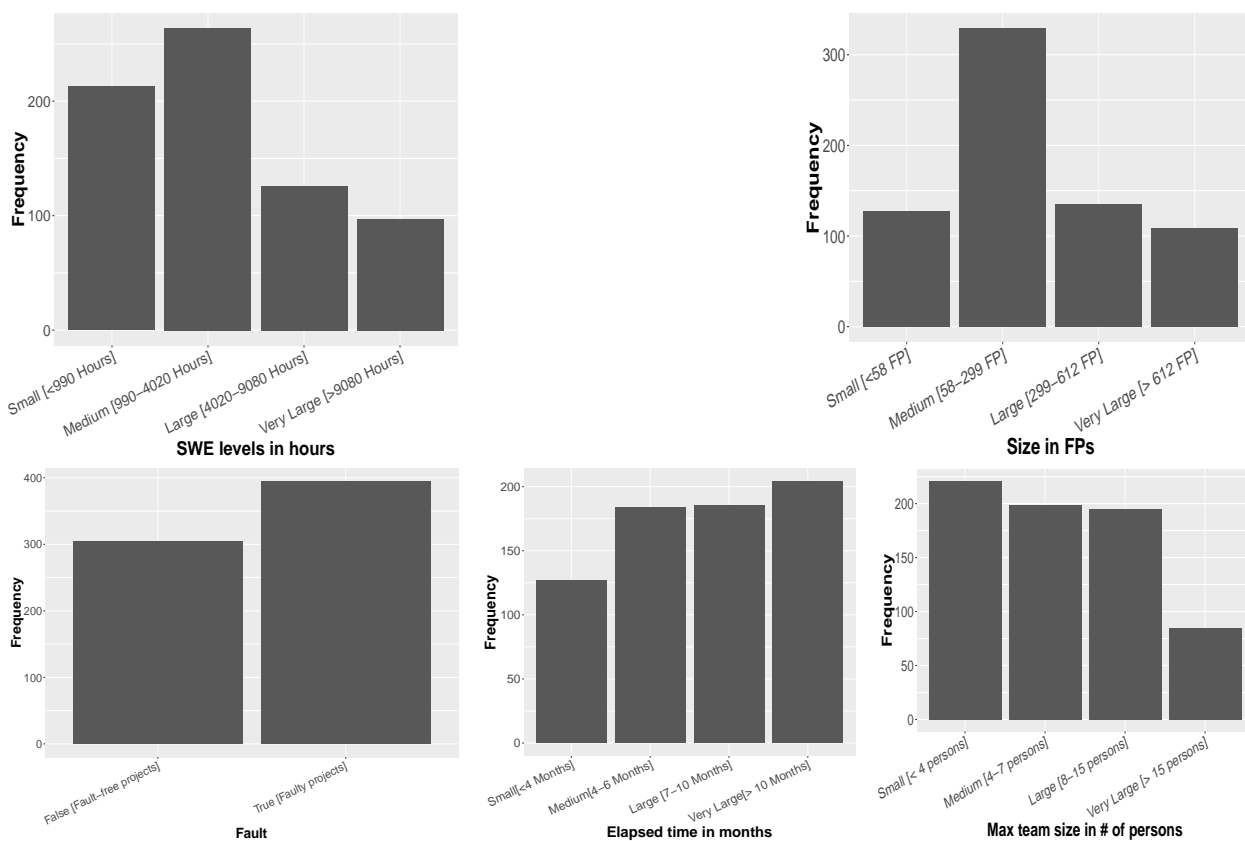 Frequency
200
100
0
Small [<990 Hours]
Medium [990–4020 Hours]
Large [4020–9080 Hours]
Very Large [>9080 Hours]
SWE levels in hours
Frequency
300
200
100
0
Small [<58 FP]
Medium [58–299 FP]
Large [299–612 FP]
Very Large [> 612 FP]
Size in FPs
Frequency
400
300
200
100
0
False [Fault–free projects]
True [Faulty projects]
Fault
Frequency
200
150
100
50
0
Small[<4 Months]
Medium[4–6 Months]
Large [7–10 Months]
Very Large[> 10 Months]
Elapsed time in months
Frequency
200
150
100
50
0
Small [< 4 persons]
Medium [4–7 persons]
Large [8–15 persons]
Very Large [> 15 persons]
Max team size in # of persons